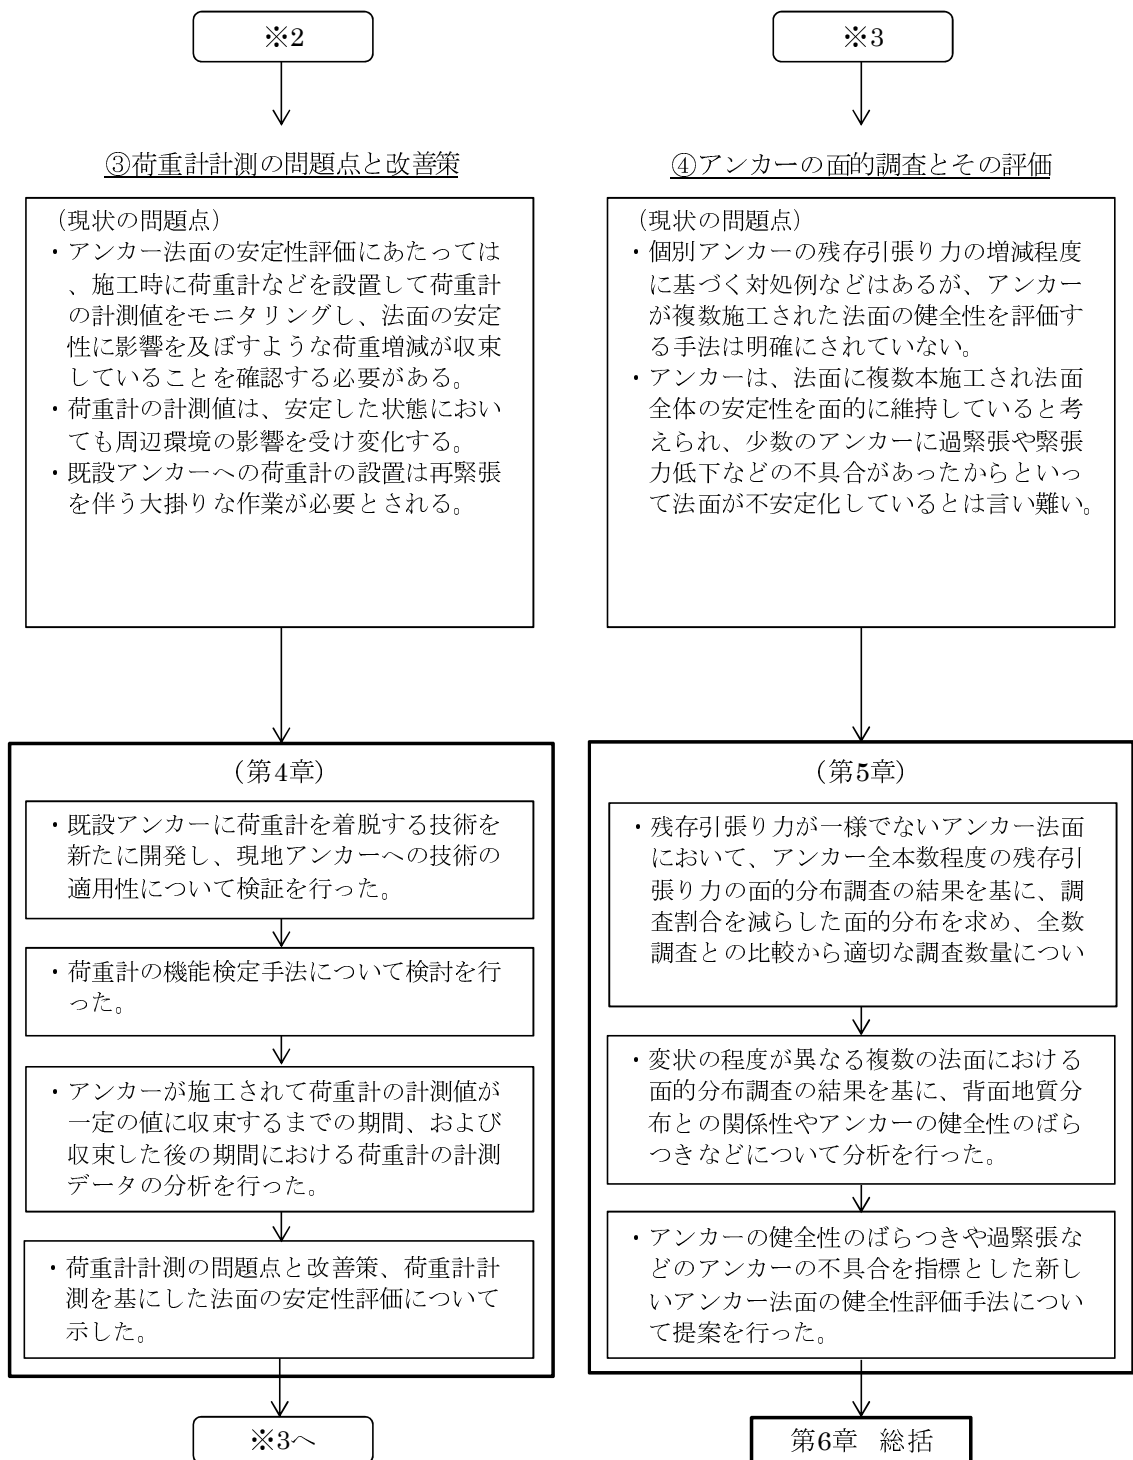 ※2
③荷重計計測の問題点と改善策
（現状の問題点）
・アンカー法面の安定性評価にあたっては
、施工時に荷重計などを設置して荷重計
の計測値をモニタリングし、法面の安定
性に影響を及ぼすような荷重増減が収束
していることを確認する必要がある。
・荷重計の計測値は、安定した状態におい
ても周辺環境の影響を受け変化する。
・既設アンカーへの荷重計の設置は再緊張
を伴う大掛りな作業が必要とされる。
（第4章）
・既設アンカーに荷重計を着脱する技術を
新たに開発し、現地アンカーへの技術の
適用性について検証を行った。
・荷重計の機能検定手法について検討を行
った。
・アンカーが施工されて荷重計の計測値が
一定の値に収束するまでの期間、および
収束した後の期間における荷重計の計測
データの分析を行った。
・荷重計計測の問題点と改善策、荷重計計
測を基にした法面の安定性評価について
示した。
※3へ
※3
④アンカーの面的調査とその評価
（現状の問題点）
・個別アンカーの残存引張り力の増減程度
に基づく対処例などはあるが、アンカー
が複数施工された法面の健全性を評価す
る手法は明確にされていない。
・アンカーは、法面に複数本施工され法面
全体の安定性を面的に維持していると考
えられ、少数のアンカーに過緊張や緊張
力低下などの不具合があったからといっ
て法面が不安定化しているとは言い難い。
（第5章）
・残存引張り力が一様でないアンカー法面
において、アンカー全本数程度の残存引
張り力の面的分布調査の結果を基に、調
査割合を減らした面的分布を求め、全数
調査との比較から適切な調査数量につい
・変状の程度が異なる複数の法面における
面的分布調査の結果を基に、背面地質分
布との関係性やアンカーの健全性のばら
つきなどについて分析を行った。
・アンカーの健全性のばらつきや過緊張な
どのアンカーの不具合を指標とした新し
いアンカー法面の健全性評価手法につい
て提案を行った。
第6章　総括